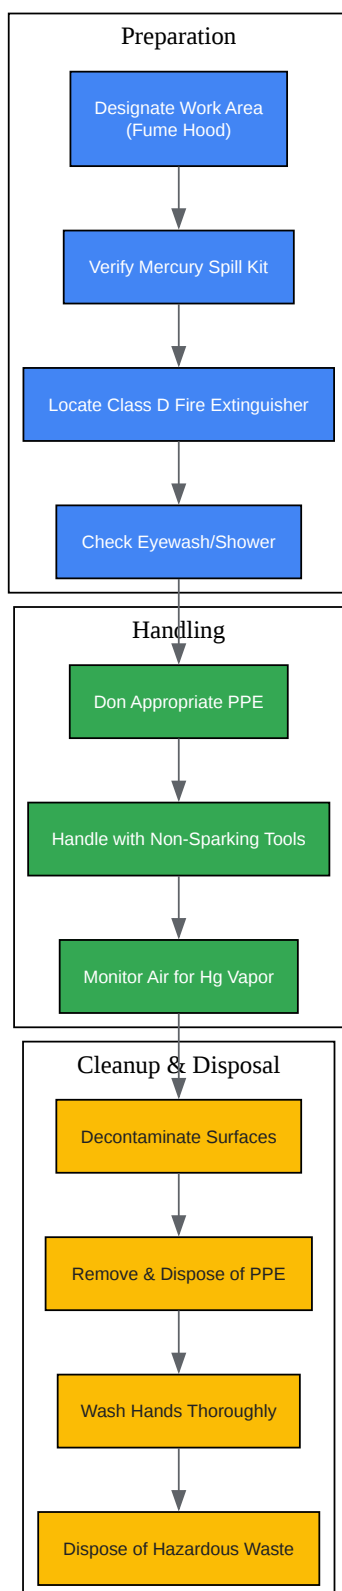 Preparation
Designate Work Area
(Fume Hood)
Verify Mercury Spill Kit
Locate Class D Fire Extinguisher
Check Eyewash/Shower
Handling
Don Appropriate PPE
Handle with Non-Sparking Tools
Monitor Air for Hg Vapor
Cleanup & Disposal
Decontaminate Surfaces
Remove & Dispose of PPE
Wash Hands Thoroughly
Dispose of Hazardous Waste